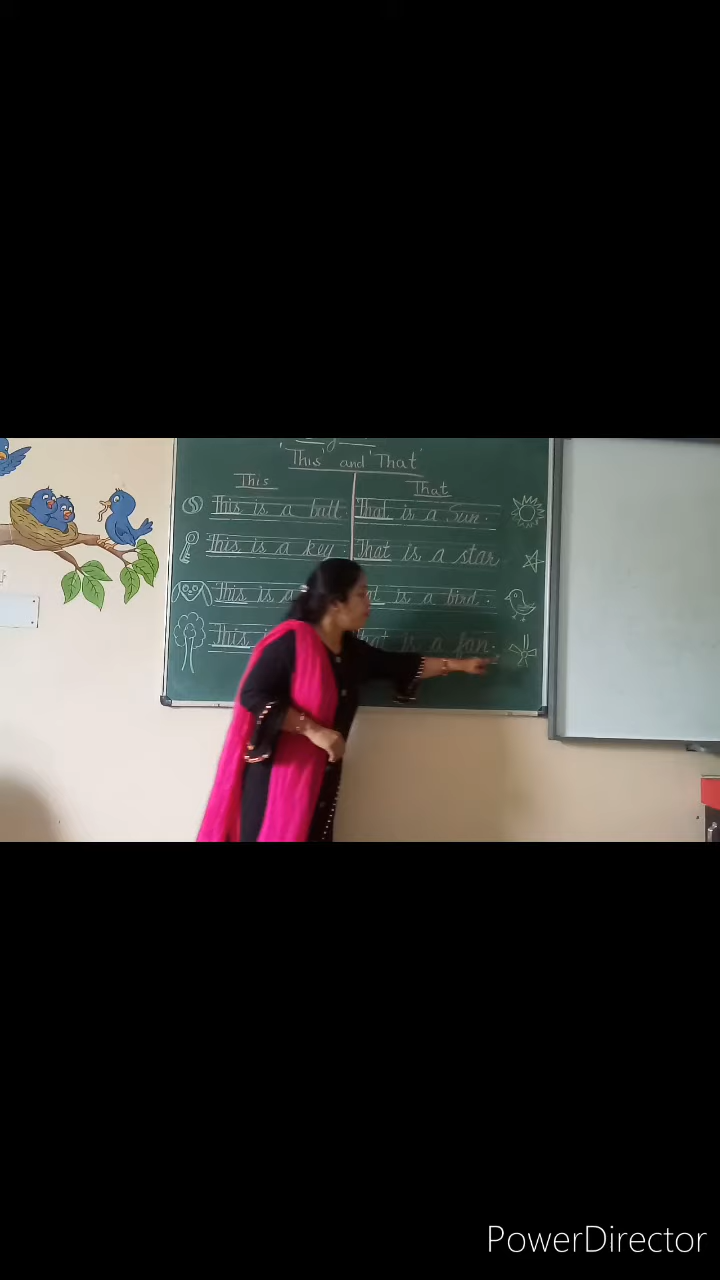 'This' and 'That'
This
That
This is a ball
That is a Sun.
This is a key.
That is a star
This is a
is a bird.
This
That is a fan.
PowerDirector